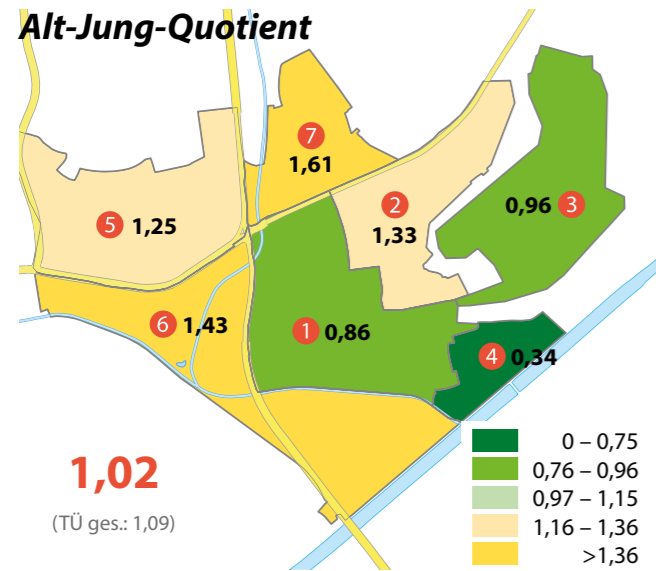 Alt-Jung-Quotient
7
1,61
2
1,33
0,96 3
5 1,25
6 1,43
1 0,86
4 0,34
1,02
(TÜ ges.: 1,09)
0 – 0,75
0,76 – 0,96
0,97 – 1,15
1,16 – 1,36
>1,36